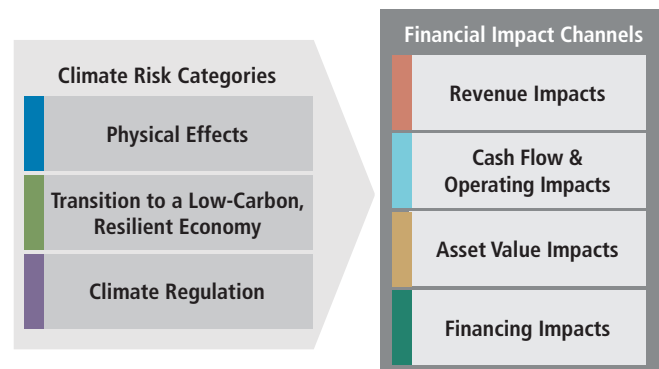 Climate Risk Categories
Physical Effects
Transition to a Low-Carbon,
Resilient Economy
Climate Regulation
Financial Impact Channels
Revenue Impacts
Cash Flow &
Operating Impacts
Asset Value Impacts
Financing Impacts